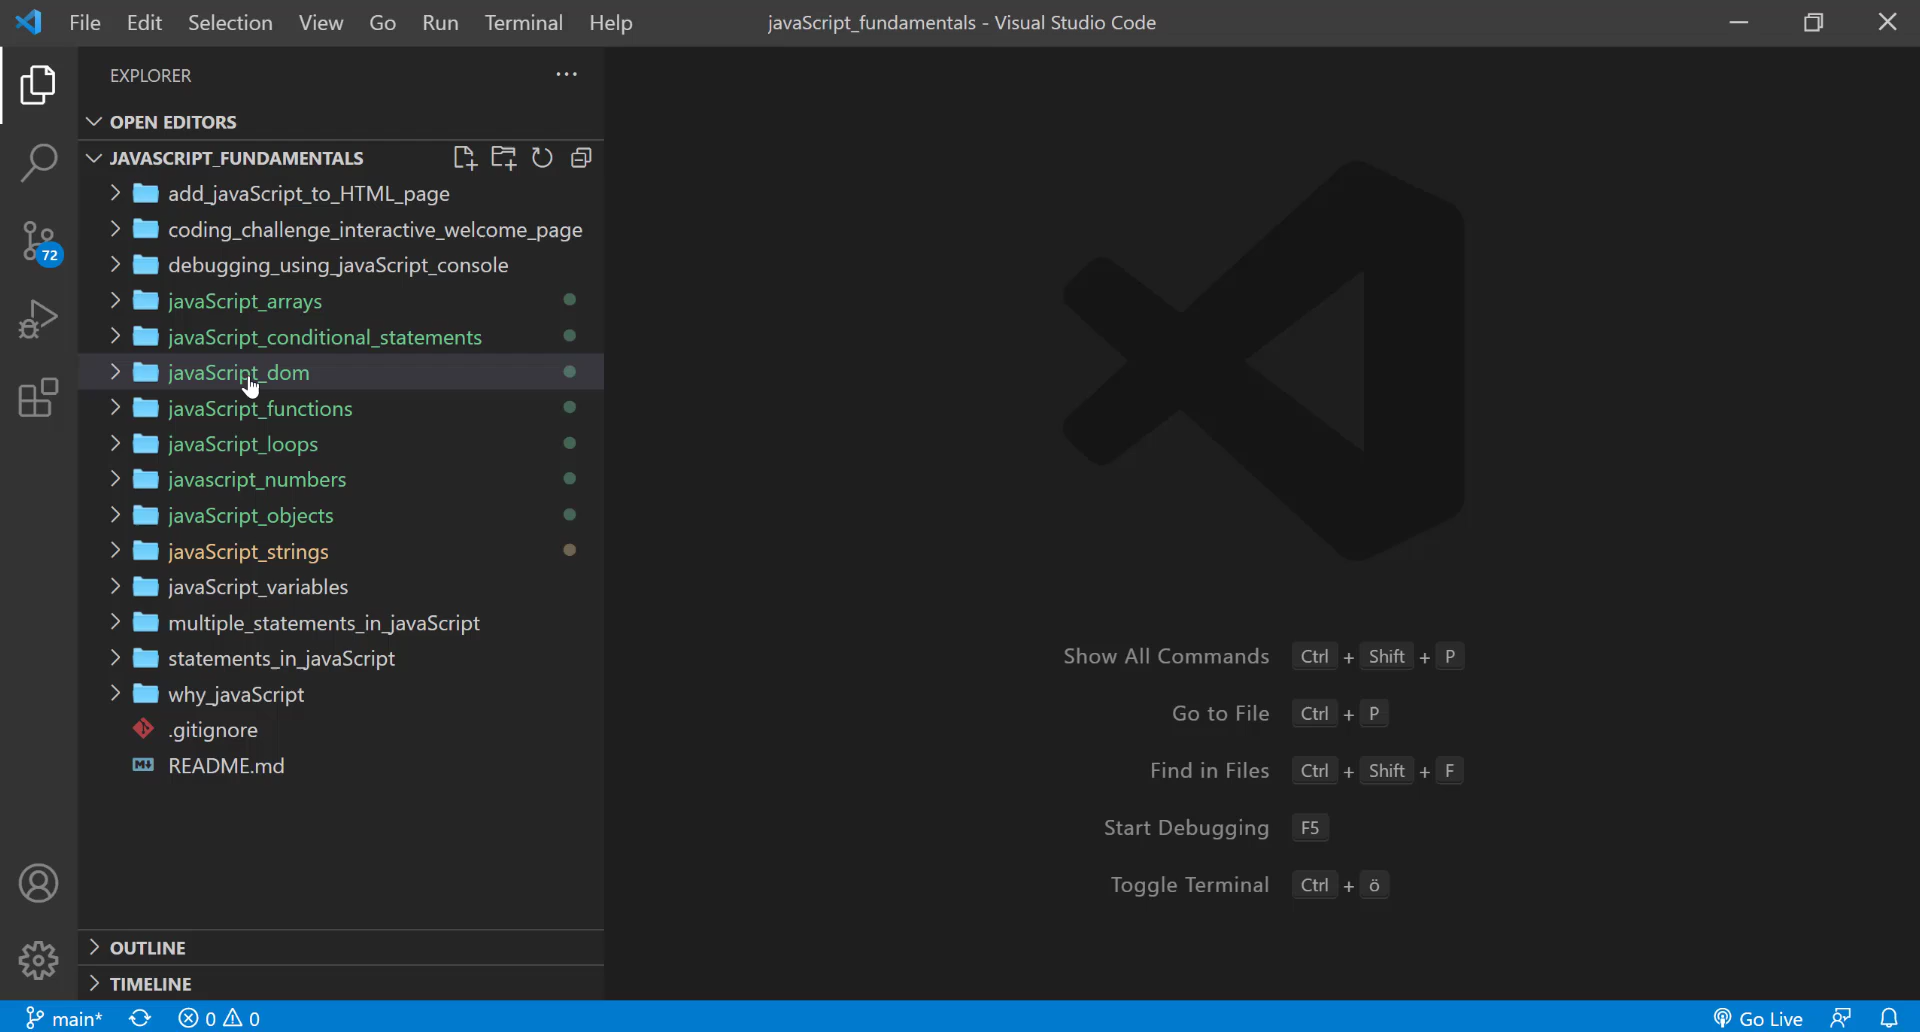 File Edit Selection View Go Run Terminal Help javaScript_fundamentals - Visual Studio Code
EXPLORER
OPEN EDITORS
JAVASCRIPT_FUNDAMENTALS
add_javaScript_to_HTML_page
coding_challenge_interactive_welcome_page
72
debugging_using_javaScript_console
javaScript_arrays
javaScript_conditional_statements
javaScript_dom
javaScript_functions
javaScript_loops
javascript_numbers
javaScript_objects
javaScript_strings
javaScript_variables
multiple_statements_in_javaScript
statements_in_javaScript
why_javaScript
.gitignore
README.md
Show All Commands Ctrl + Shift + P
Go to File Ctrl + P
Find in Files Ctrl + Shift + F
Start Debugging F5
Toggle Terminal Ctrl + ö
OUTLINE
TIMELINE
main* 0 0 Go Live